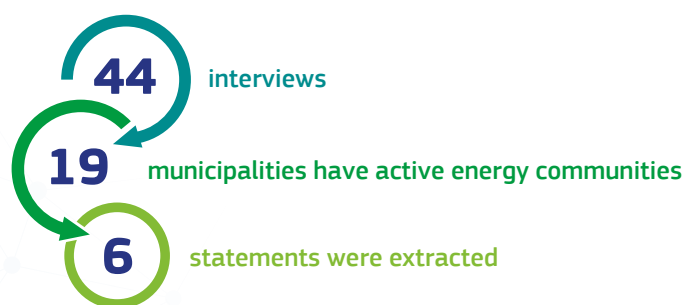 44 interviews
19 municipalities have active energy communities
6 statements were extracted